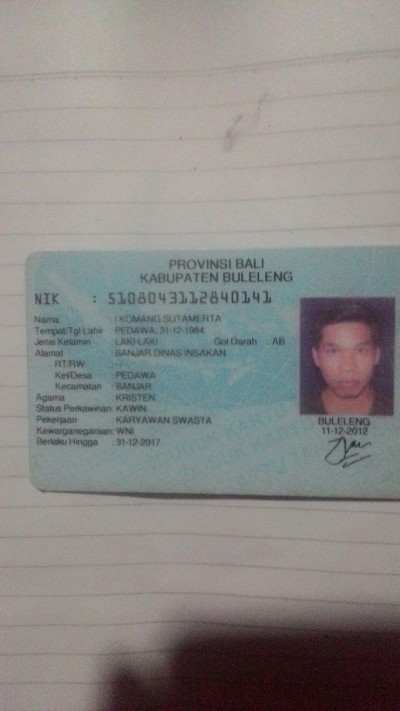 PROVINSI BALI
KABUPATEN BULELENG
NIK : 5108043112840141
Nama : I KOMANG SUTAMERTA
Tempat/Tgl Lahir : PEDAWA, 31-12-1984
Jenis Kelamin : LAKI-LAKI Gol Darah : AB
Alamat : BANJAR DINAS INSAKAN
RT/RW : -/-
Kel/Desa : PEDAWA
Kecamatan : BANJAR
Agama : KRISTEN
Status Perkawinan: KAWIN
Pekerjaan : KARYAWAN SWASTA
Kewarganegaraan: WNI
Berlaku Hingga : 31-12-2017
BULELENG
11-12-2012